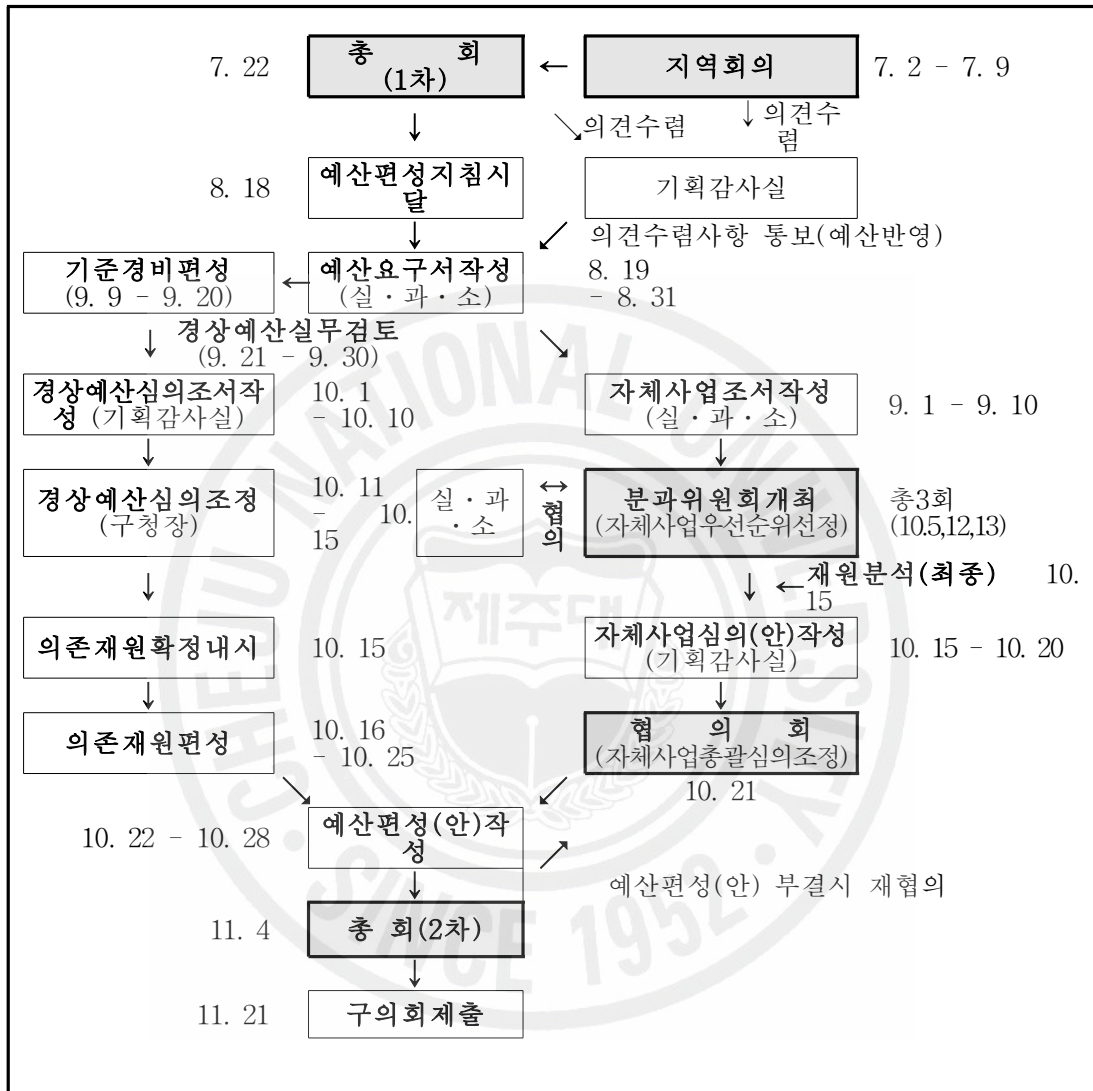 7. 22
총 회
(1차)
←
지역회의
7. 2 - 7. 9
↓
↘의견수렴
↓의견수
렴
8. 18
예산편성지침시
달
기획감사실
↓
↙
의견수렴사항 통보(예산반영)
기준경비편성
(9. 9 - 9. 20)
←
예산요구서작성
(실・과・소)
8. 19
- 8. 31
↓ 경상예산실무검토
(9. 21 - 9. 30)
↘
경상예산심의조서작
성 (기획감사실)
10. 1
- 10. 10
자체사업조서작성
(실・과・소)
9. 1 - 9. 10
↓
↓
경상예산심의조정
(구청장)
10. 11
- 10.
15
실・과
・소
↔
협
의
분과위원회개최
(자체사업우선순위선정)
총3회
(10.5,12,13)
↓
↓ ←재원분석(최종) 10.
15
의존재원확정내시
10. 15
자체사업심의(안)작성
(기획감사실)
10. 15 - 10. 20
↓
↓
의존재원편성
10. 16
- 10. 25
협 의 회
(자체사업총괄심의조정)
10. 21
↘
↙
10. 22 - 10. 28
예산편성(안)작
성
↗
예산편성(안) 부결시 재협의
↓
11. 4
총 회(2차)
↓
11. 21
구의회제출
CHEJU NATIONAL UNIVERSITY
제주대
SINCE 1952